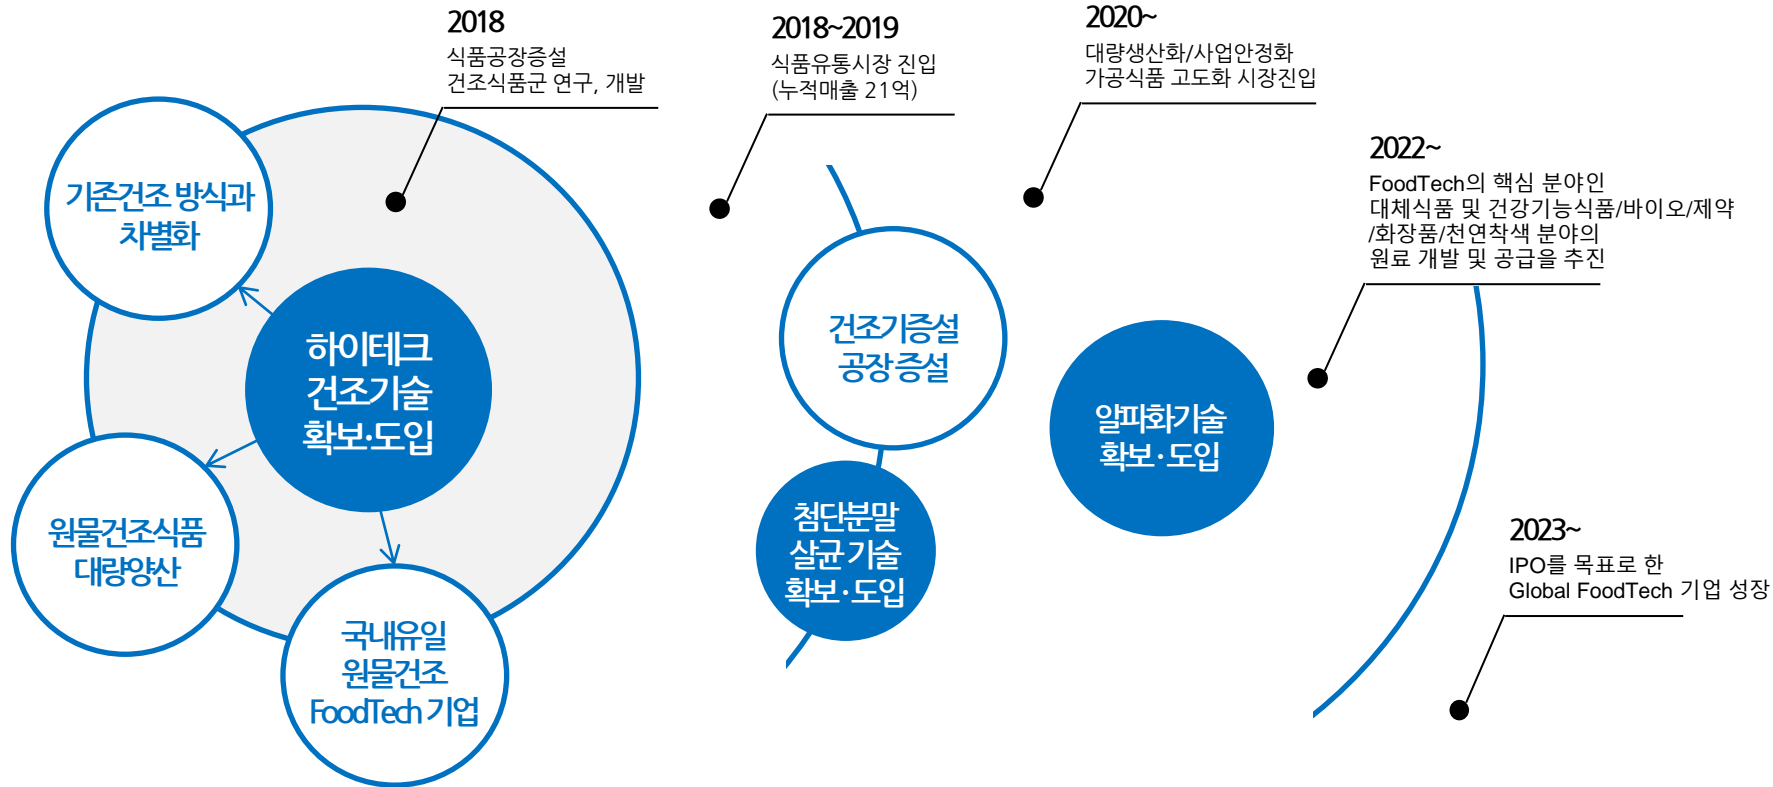 2018
식품공장증설
건조식품군 연구, 개발
2018~2019
식품유통시장 진입
(누적매출 21억)
2020~
대량생산화/사업안정화
가공식품 고도화 시장진입
2022~
FoodTech의 핵심 분야인
대체식품 및 건강기능식품/바이오/제약
/화장품/천연착색 분야의
원료 개발 및 공급을 추진
2023~
IPO를 목표로 한
Global FoodTech 기업 성장
기존건조 방식과
차별화
하이테크
건조기술
확보·도입
원물건조식품
대량양산
국내유일
원물건조
FoodTech 기업
건조기증설
공장 증설
첨단분말
살균 기술
확보·도입
알파화기술
확보·도입